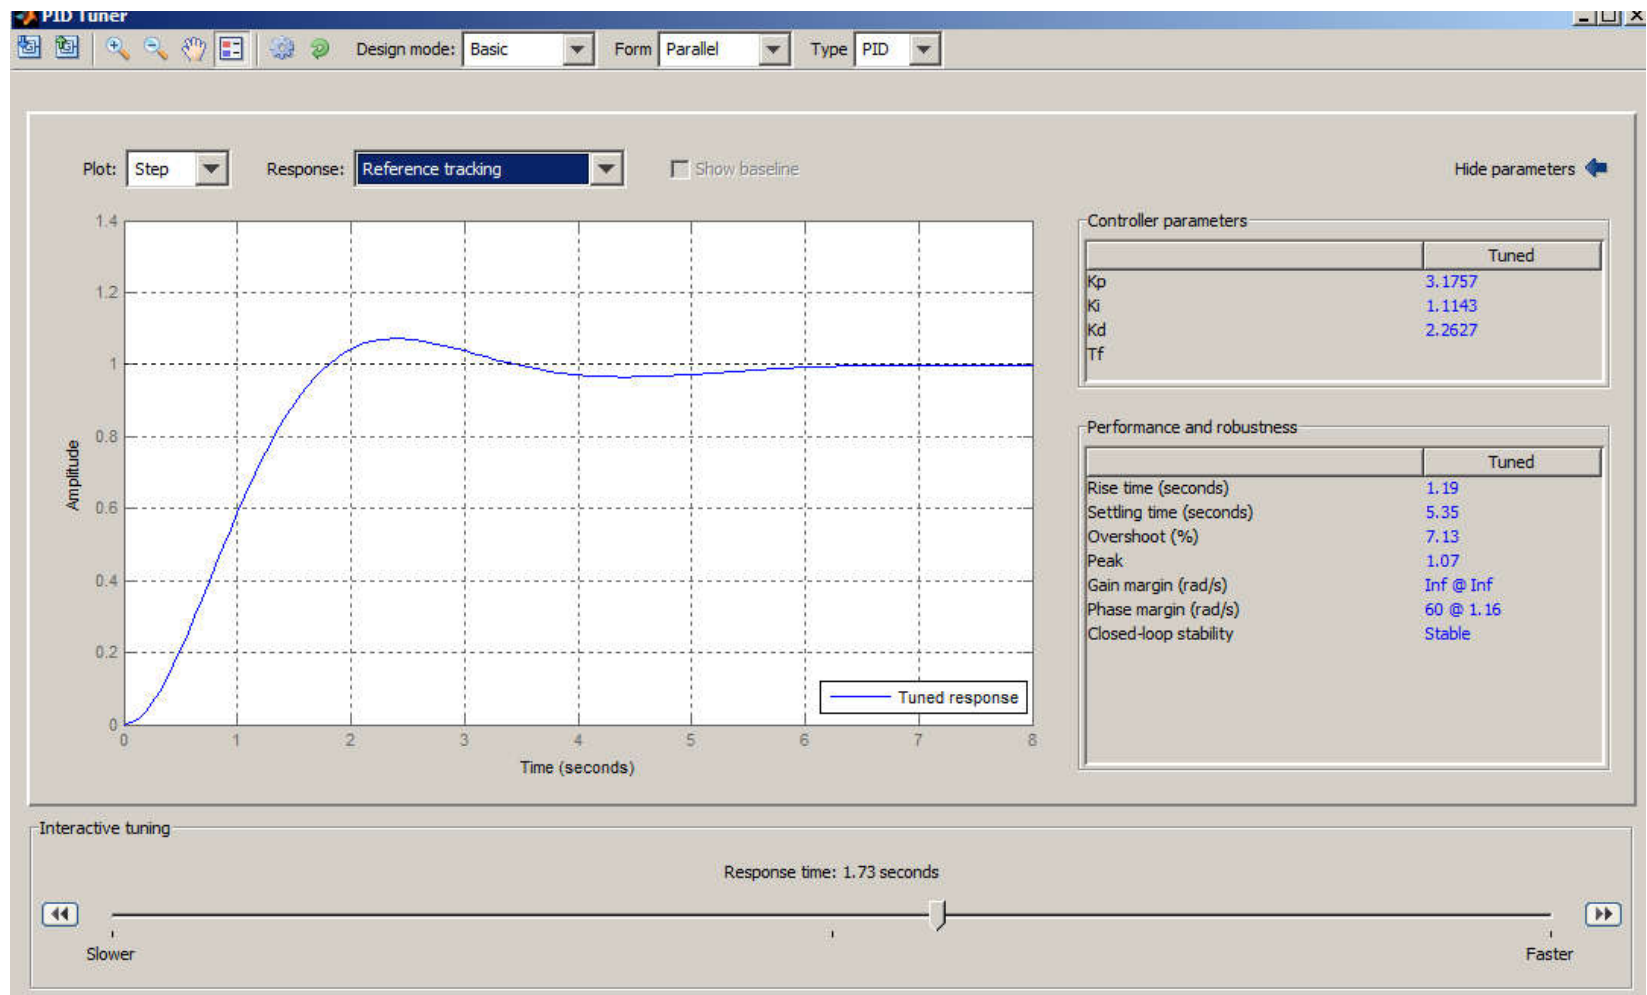 PID Tuner
Design mode: Basic Form Parallel Type PID
Plot: Step Response: Reference tracking Show baseline Hide parameters
Controller parameters
Tuned
Kp 3.1757
Ki 1.1143
Kd 2.2627
Tf
Performance and robustness
Tuned
Rise time (seconds) 1.19
Settling time (seconds) 5.35
Overshoot (%) 7.13
Peak 1.07
Gain margin (rad/s) Inf @ Inf
Phase margin (rad/s) 60 @ 1.16
Closed-loop stability Stable
1.4
1.2
1
0.8
0.6
0.4
0.2
0
Amplitude
Tuned response
0 1 2 3 4 5 6 7 8
Time (seconds)
Interactive tuning
Response time: 1.73 seconds
Slower Faster